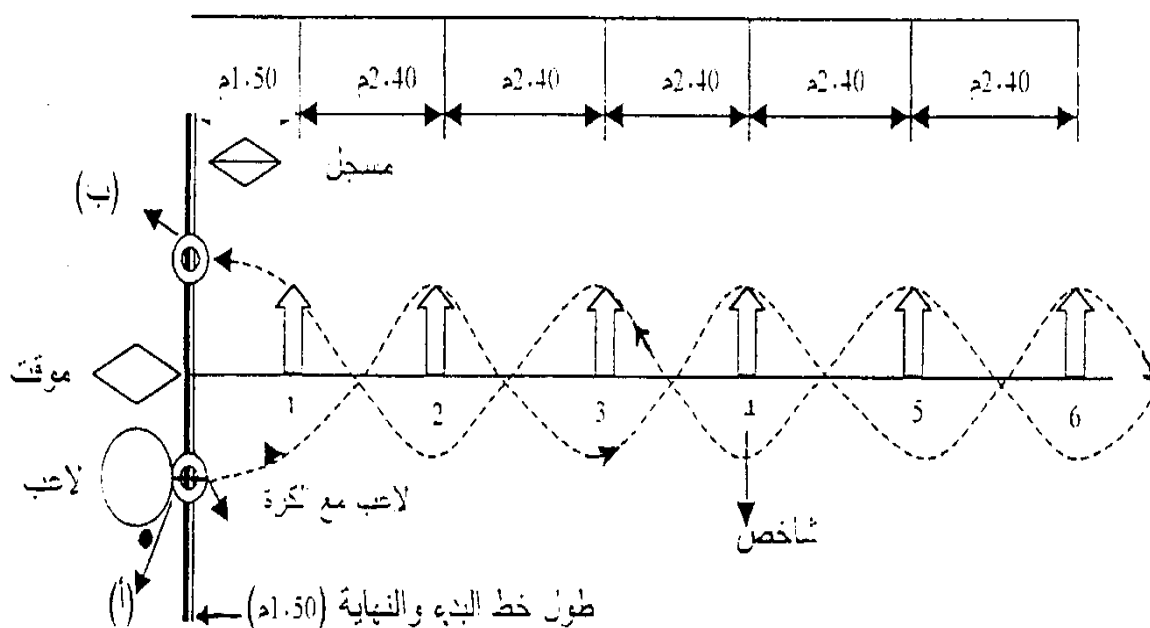 1.50م 2.40م 2.40م 2.40م 2.40م 2.40م
مسجل
(ب)
موقت
1 2 3 4 5 6
لاعب
لاعب مع الكرة
شاخص
(أ)
طول خط البدء والنهاية (1.50م)